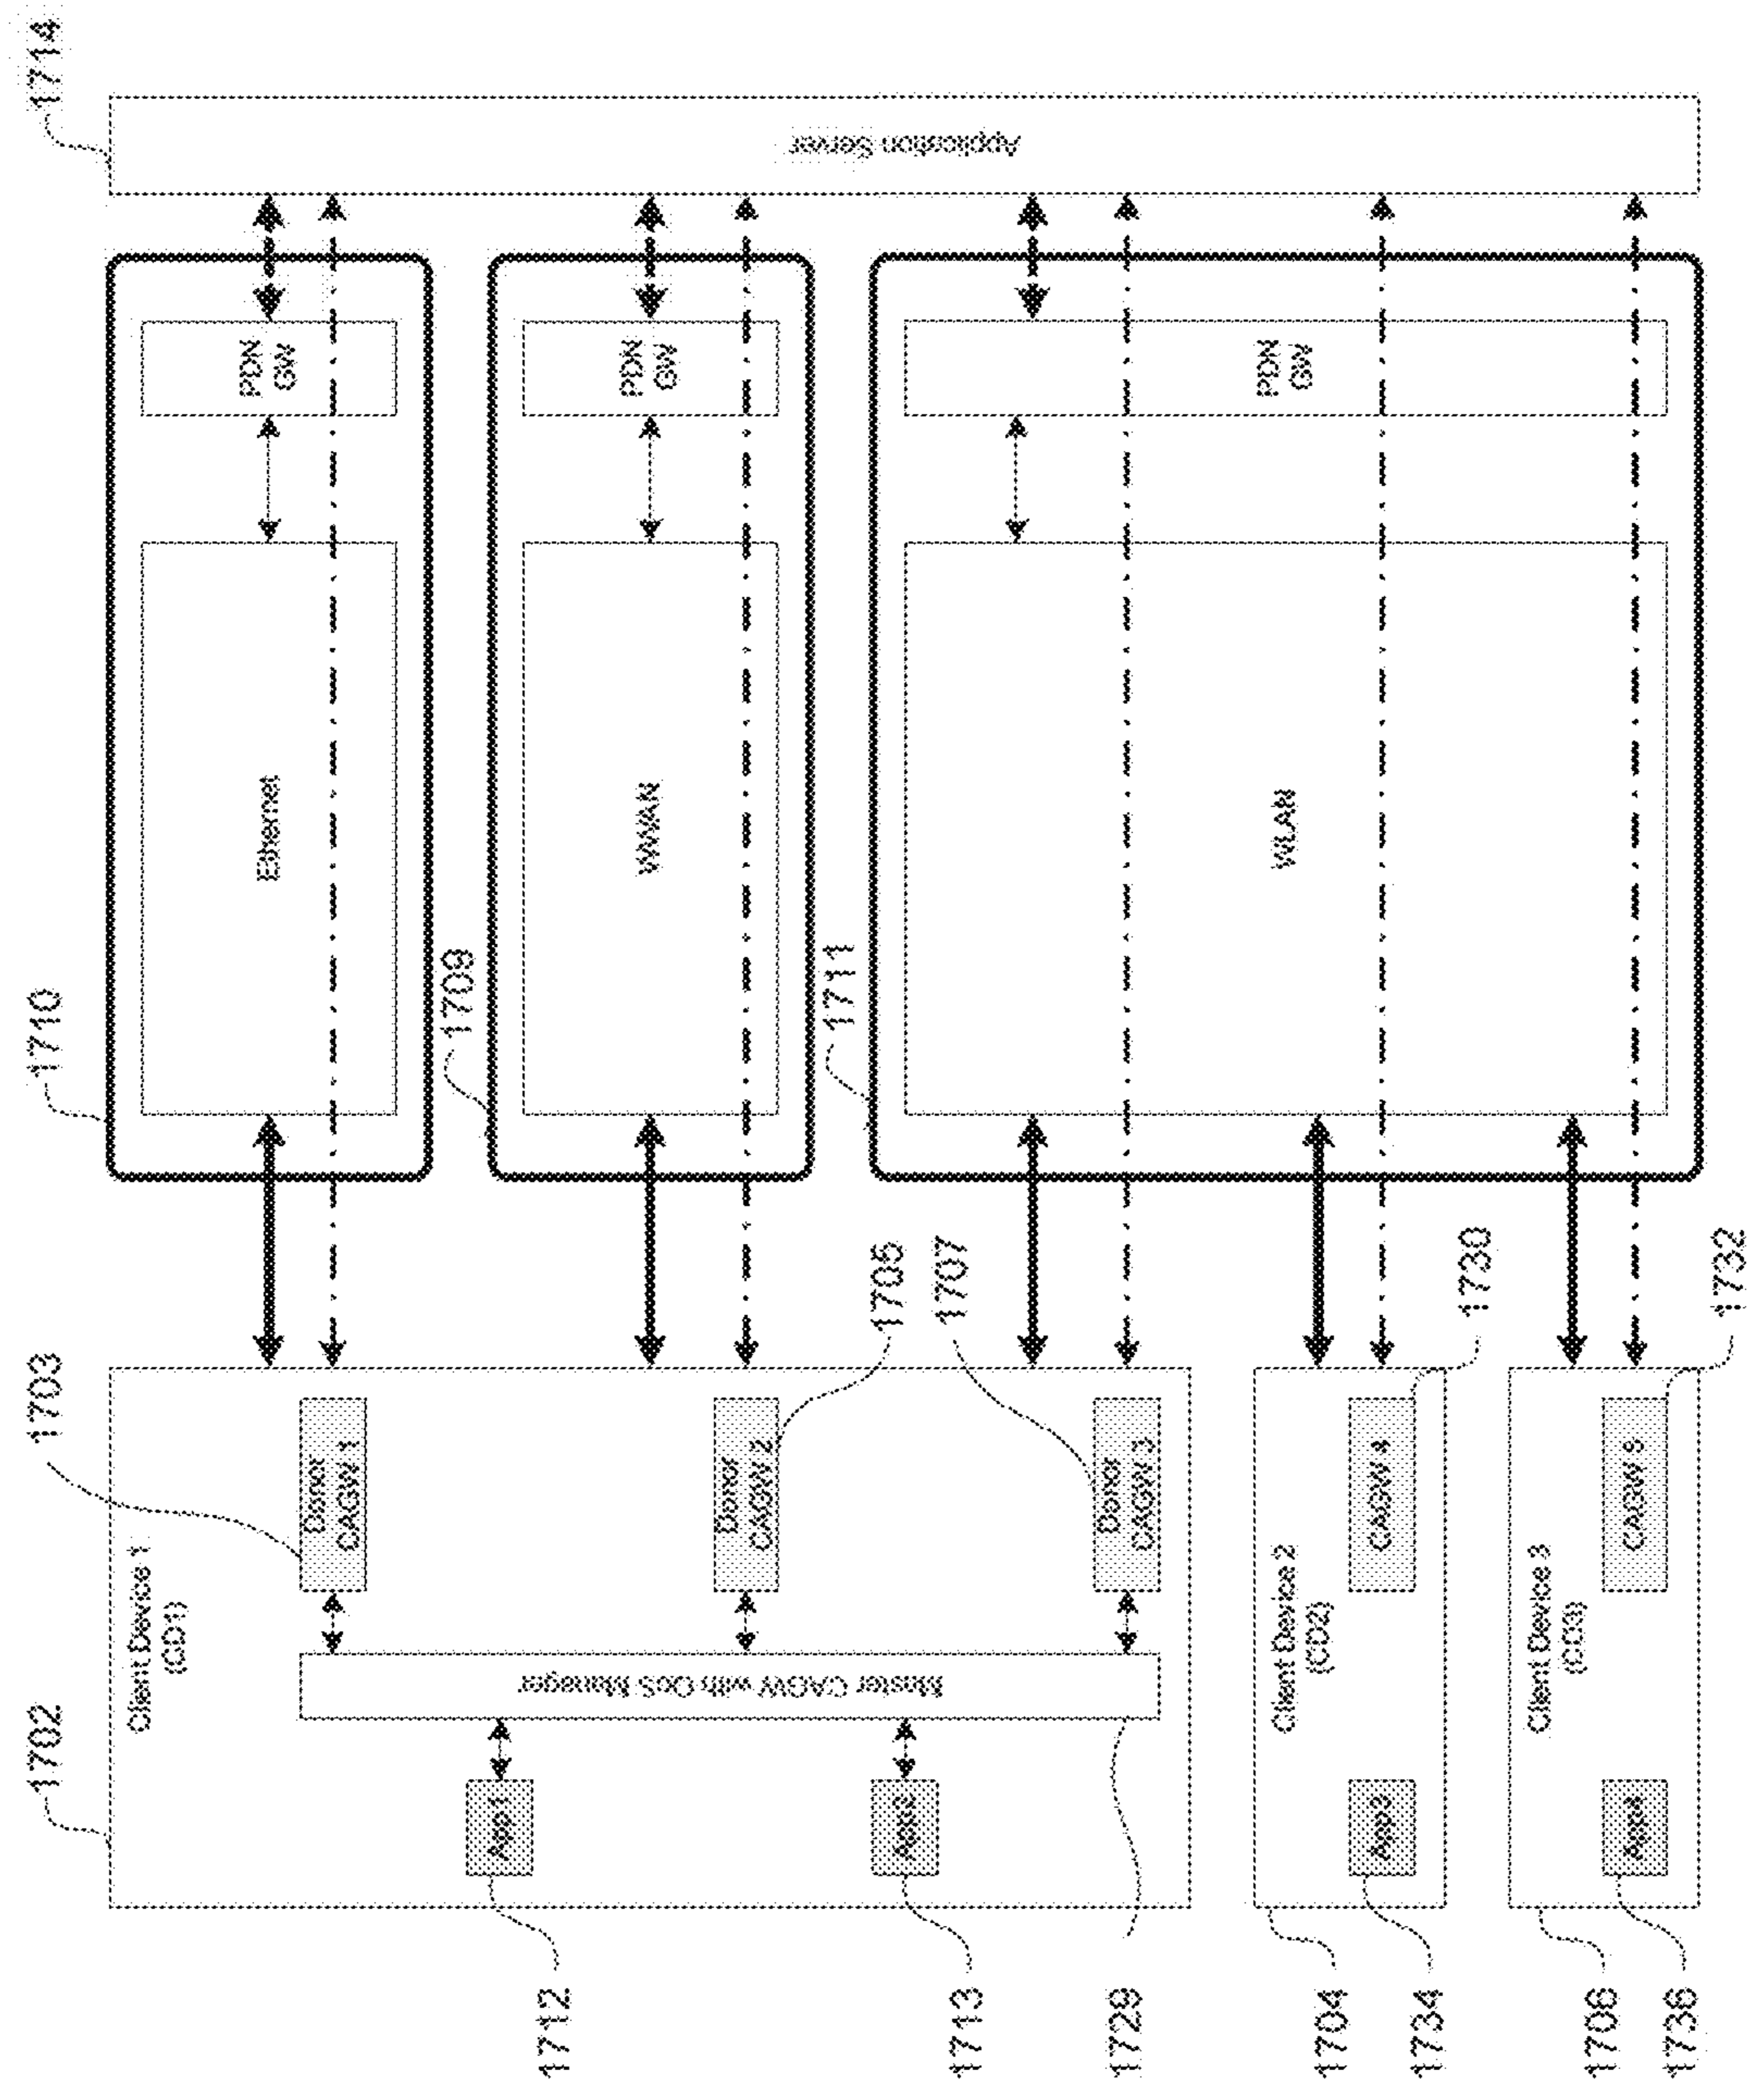 1702
1703
1710
1714
Client Device 1
(CD1)
App1
App2
Master CAGW with QoS Manager
Donor
CAGW 1
Donor
CAGW 2
Donor
CAGW 3
Ethernet
PDN
GW
WWAN
PDN
GW
WLAN
PDN
GW
Application Server
1705
1707
1711
1712
1713
Client Device 2
(CD2)
App3
CAGW 4
1730
1704
1734
Client Device 3
(CD3)
App4
CAGW 5
1732
1706
1736